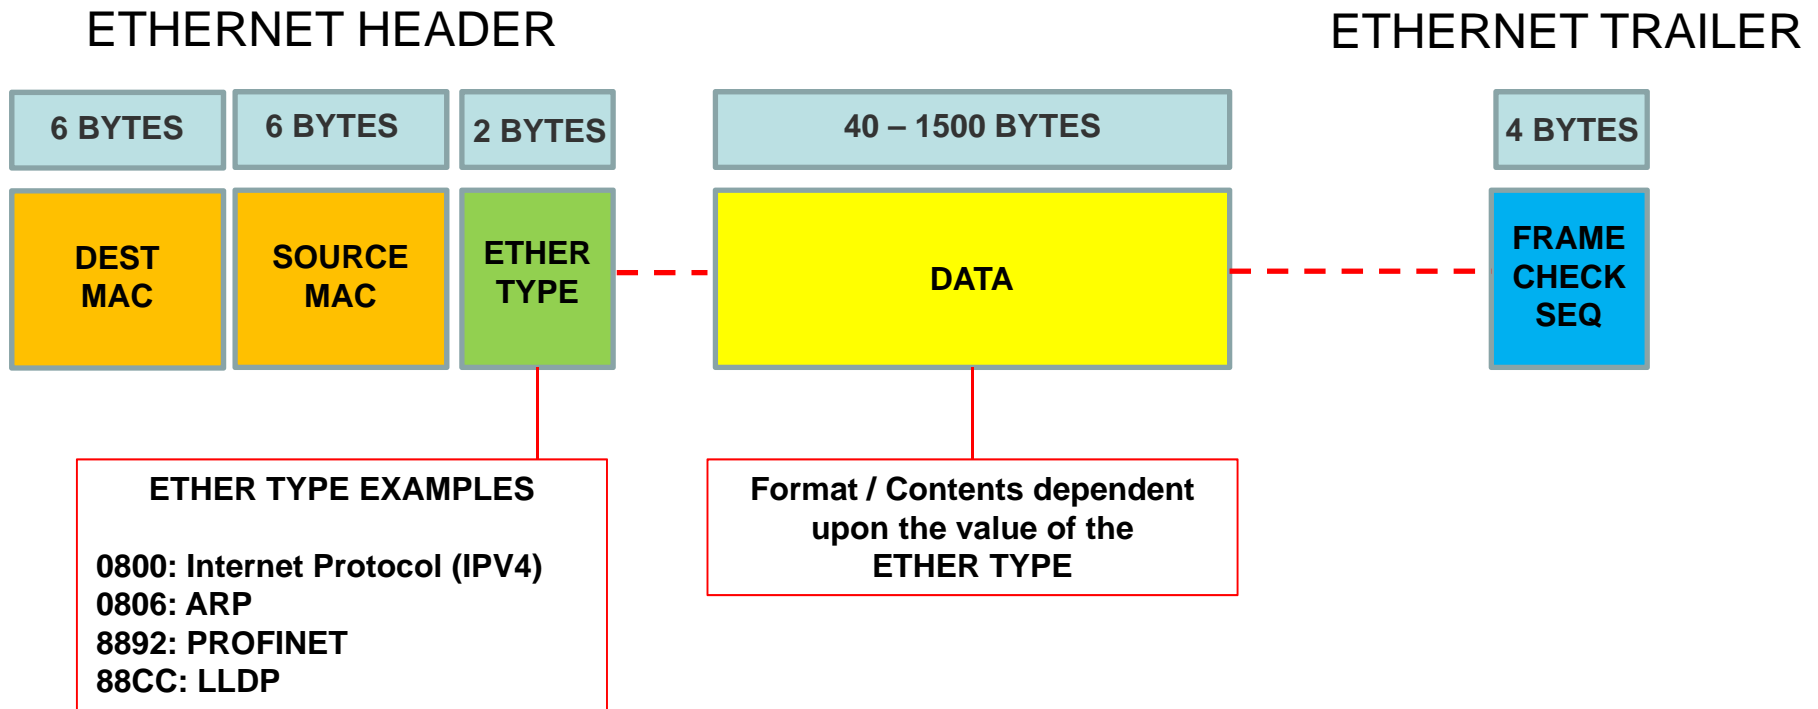 ETHERNET HEADER
ETHERNET TRAILER
6 BYTES
6 BYTES
2 BYTES
40 – 1500 BYTES
4 BYTES
DEST
MAC
SOURCE
MAC
ETHER
TYPE
DATA
FRAME
CHECK
SEQ
ETHER TYPE EXAMPLES
0800: Internet Protocol (IPV4)
0806: ARP
8892: PROFINET
88CC: LLDP
Format / Contents dependent
upon the value of the
ETHER TYPE